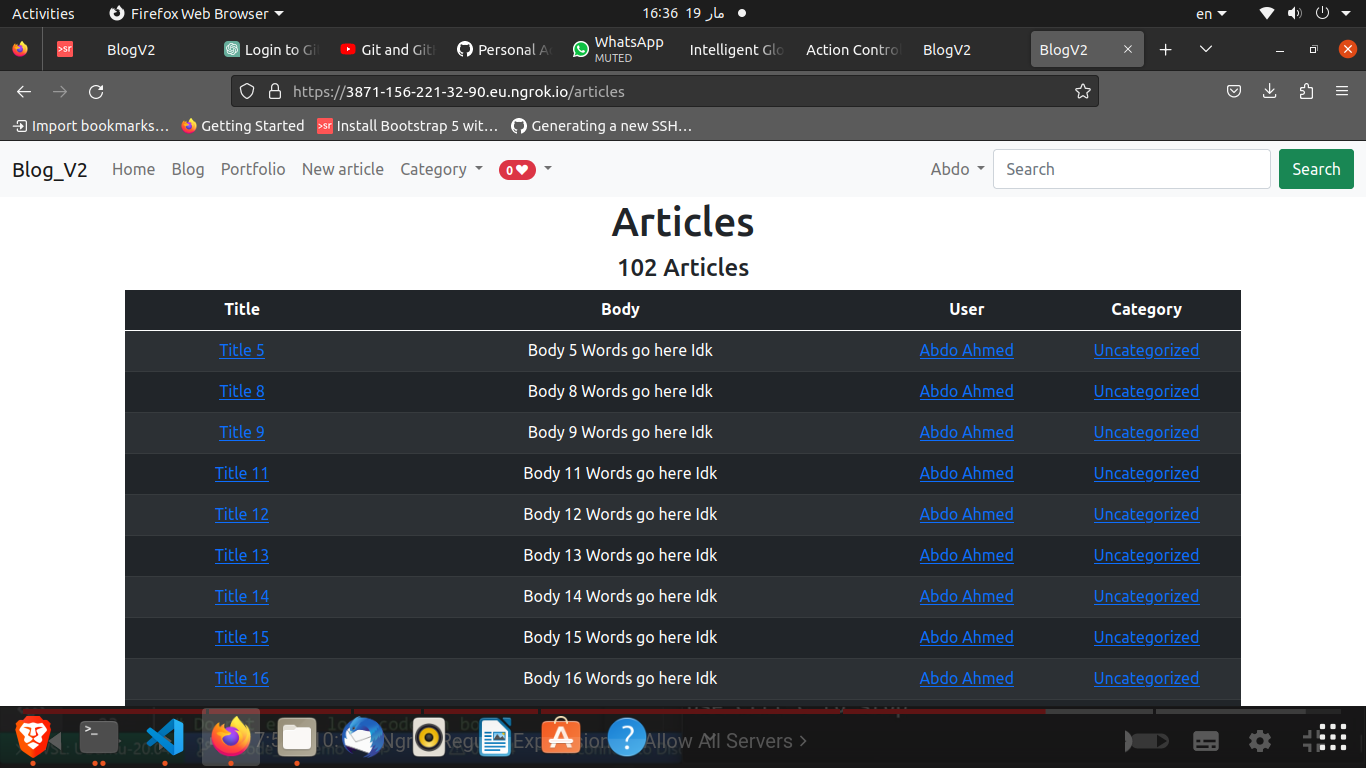 Activities Firefox Web Browser 16:36 19 مار en
BlogV2 Login to Gi Git and Git Personal Ac WhatsApp MUTED Intelligent Glo Action Control BlogV2 BlogV2
https://3871-156-221-32-90.eu.ngrok.io/articles
Import bookmarks... Getting Started Install Bootstrap 5 wit... Generating a new SSH...
Blog_V2 Home Blog Portfolio New article Category 0 Abdo Search Search
Articles
102 Articles
Title Body User Category
Title 5 Body 5 Words go here Idk Abdo Ahmed Uncategorized
Title 8 Body 8 Words go here Idk Abdo Ahmed Uncategorized
Title 9 Body 9 Words go here Idk Abdo Ahmed Uncategorized
Title 11 Body 11 Words go here Idk Abdo Ahmed Uncategorized
Title 12 Body 12 Words go here Idk Abdo Ahmed Uncategorized
Title 13 Body 13 Words go here Idk Abdo Ahmed Uncategorized
Title 14 Body 14 Words go here Idk Abdo Ahmed Uncategorized
Title 15 Body 15 Words go here Idk Abdo Ahmed Uncategorized
Title 16 Body 16 Words go here Idk Abdo Ahmed Uncategorized
Allow All Servers